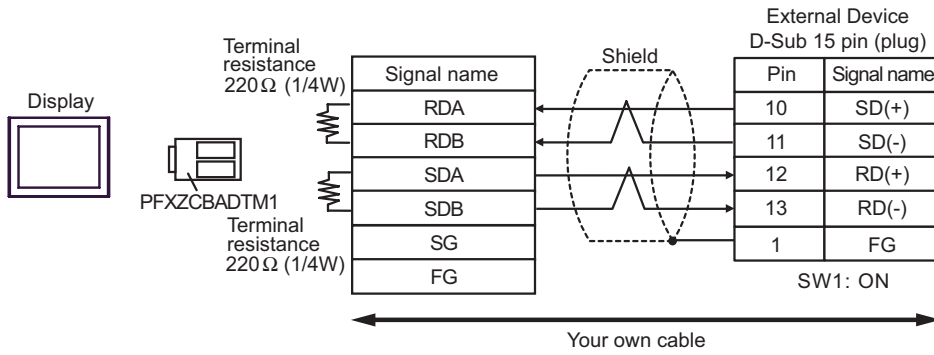 External Device
D-Sub 15 pin (plug)
Terminal
resistance
220Ω (1/4W)
Shield
Display
PFXZCBADTM1
Signal name
RDA
RDB
SDA
SDB
SG
FG
Pin Signal name
10 SD(+)
11 SD(-)
12 RD(+)
13 RD(-)
1 FG
Terminal
resistance
220Ω (1/4W)
SW1: ON
Your own cable